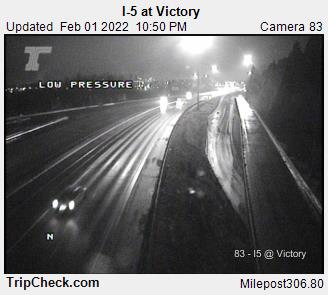 I-5 at Victory
Updated Feb 01 2022 10:50 PM Camera 83
T
LOW PRESSURE
N
83 - I5 @ Victory
TripCheck.com Milepost306.80